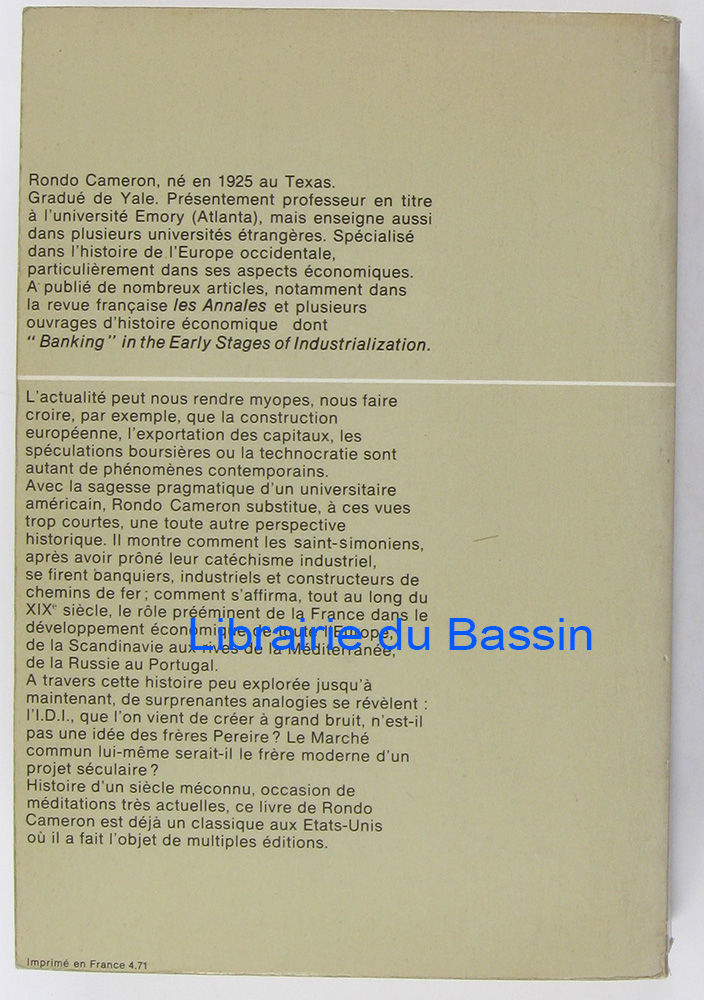 Rondo Cameron, né en 1925 au Texas.
Gradué de Yale. Présentement professeur en titre
à l'université Emory (Atlanta), mais enseigne aussi
dans plusieurs universités étrangères. Spécialisé
dans l'histoire de l'Europe occidentale,
particulièrement dans ses aspects économiques.
A publié de nombreux articles, notamment dans
la revue française les Annales et plusieurs
ouvrages d'histoire économique dont
"Banking" in the Early Stages of Industrialization.
L'actualité peut nous rendre myopes, nous faire
croire, par exemple, que la construction
européenne, l'exportation des capitaux, les
spéculations boursières ou la technocratie sont
autant de phénomènes contemporains.
Avec la sagesse pragmatique d'un universitaire
américain, Rondo Cameron substitue, à ces vues
trop courtes, une toute autre perspective
historique. Il montre comment les saint-simoniens,
après avoir prôné leur catéchisme industriel,
se firent banquiers, industriels et constructeurs de
chemins de fer ; comment s'affirma, tout au long du
XIXe siècle, le rôle prééminent de la France dans le
développement économique de toute l'Europe,
de la Scandinavie aux rives de la Méditerranée,
de la Russie au Portugal.
A travers cette histoire peu explorée jusqu'à
maintenant, de surprenantes analogies se révèlent :
l'I.D.I., que l'on vient de créer à grand bruit, n'est-il
pas une idée des frères Pereire ? Le Marché
commun lui-même serait-il le frère moderne d'un
projet séculaire ?
Histoire d'un siècle méconnu, occasion de
méditations très actuelles, ce livre de Rondo
Cameron est déjà un classique aux Etats-Unis
où il a fait l'objet de multiples éditions.
Imprimé en France 4.71
Librairie du Bassin